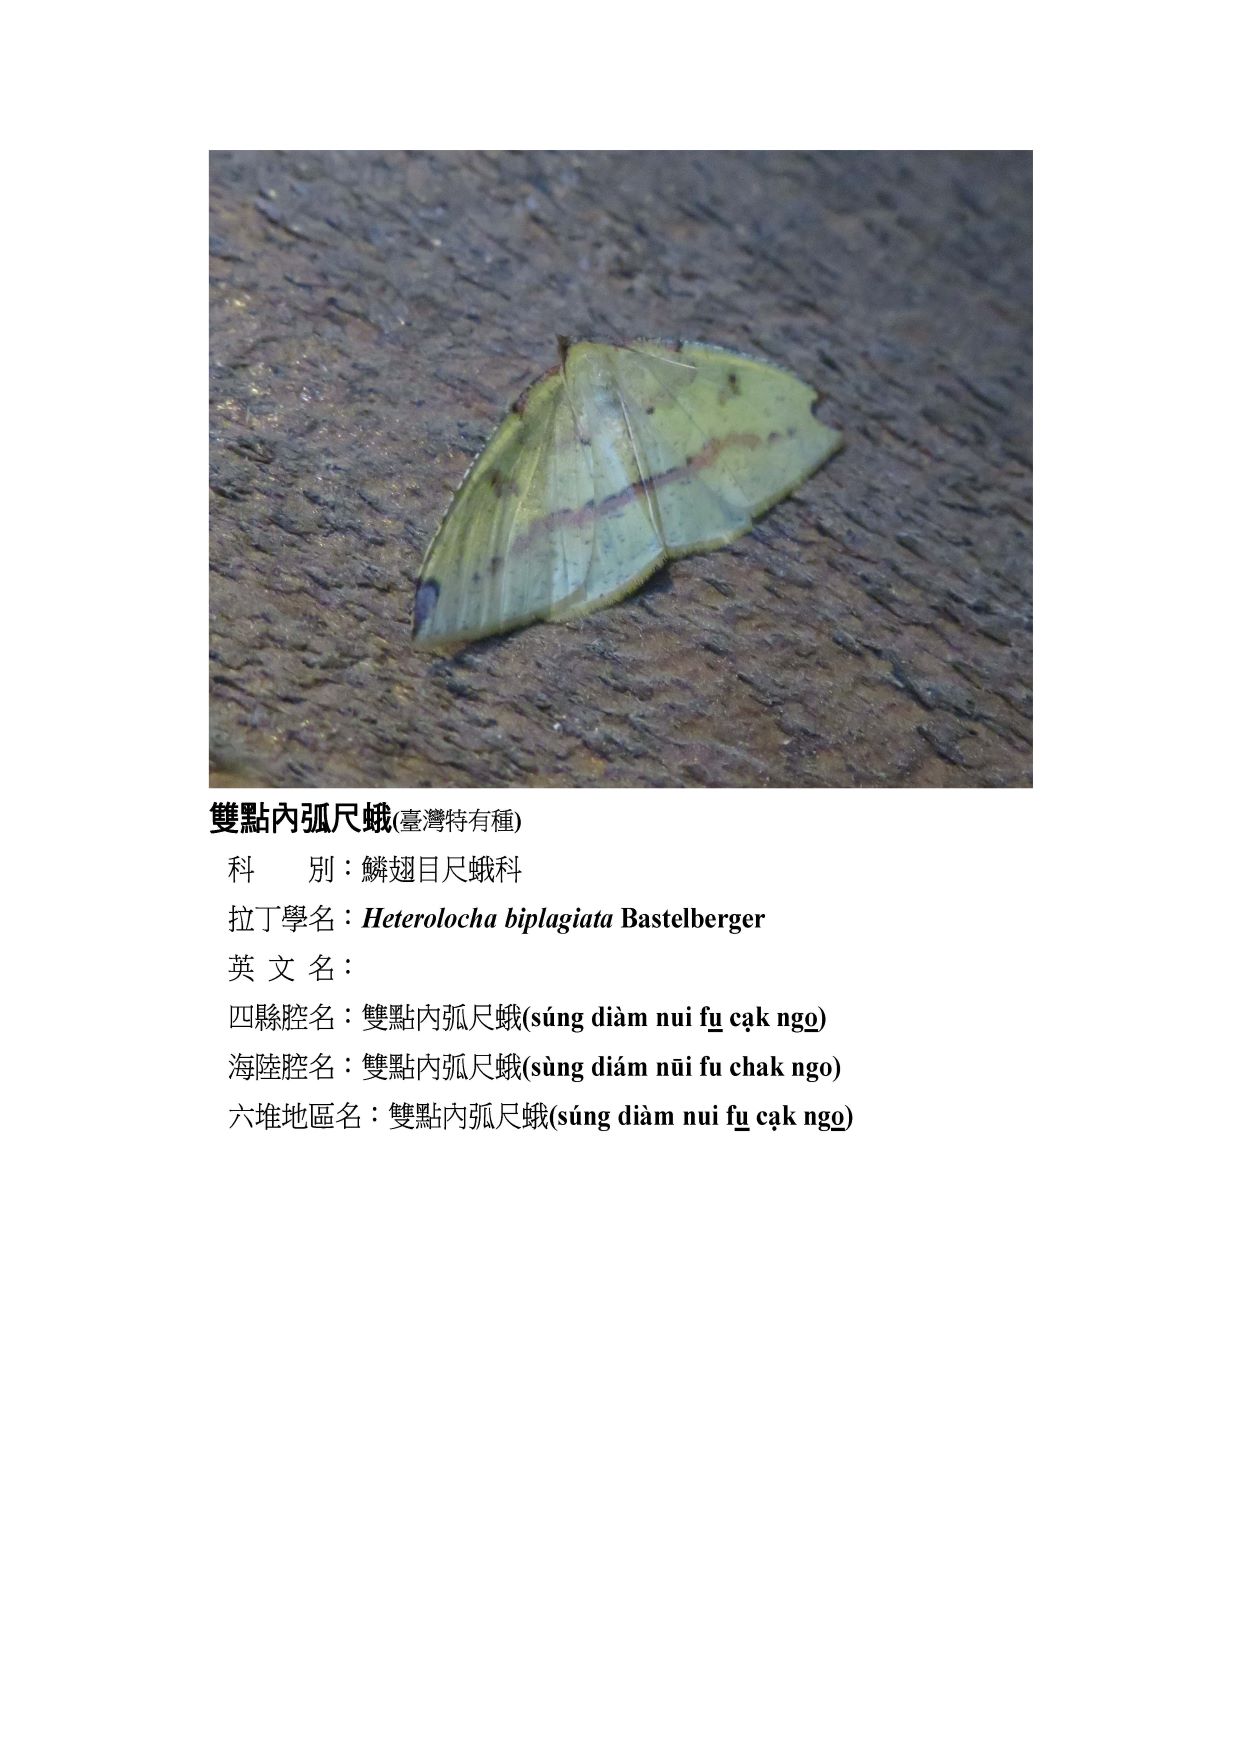 雙點內弧尺蛾(臺灣特有種)
科　　別：鱗翅目尺蛾科
拉丁學名：Heterolocha biplagiata Bastelberger
英 文 名：
四縣腔名：雙點內弧尺蛾(súng diàm nui fu̲ cạk ngo̲)
海陸腔名：雙點內弧尺蛾(sùng diám nūi fu chak ngo)
六堆地區名：雙點內弧尺蛾(súng diàm nui fu̲ cạk ngo̲)